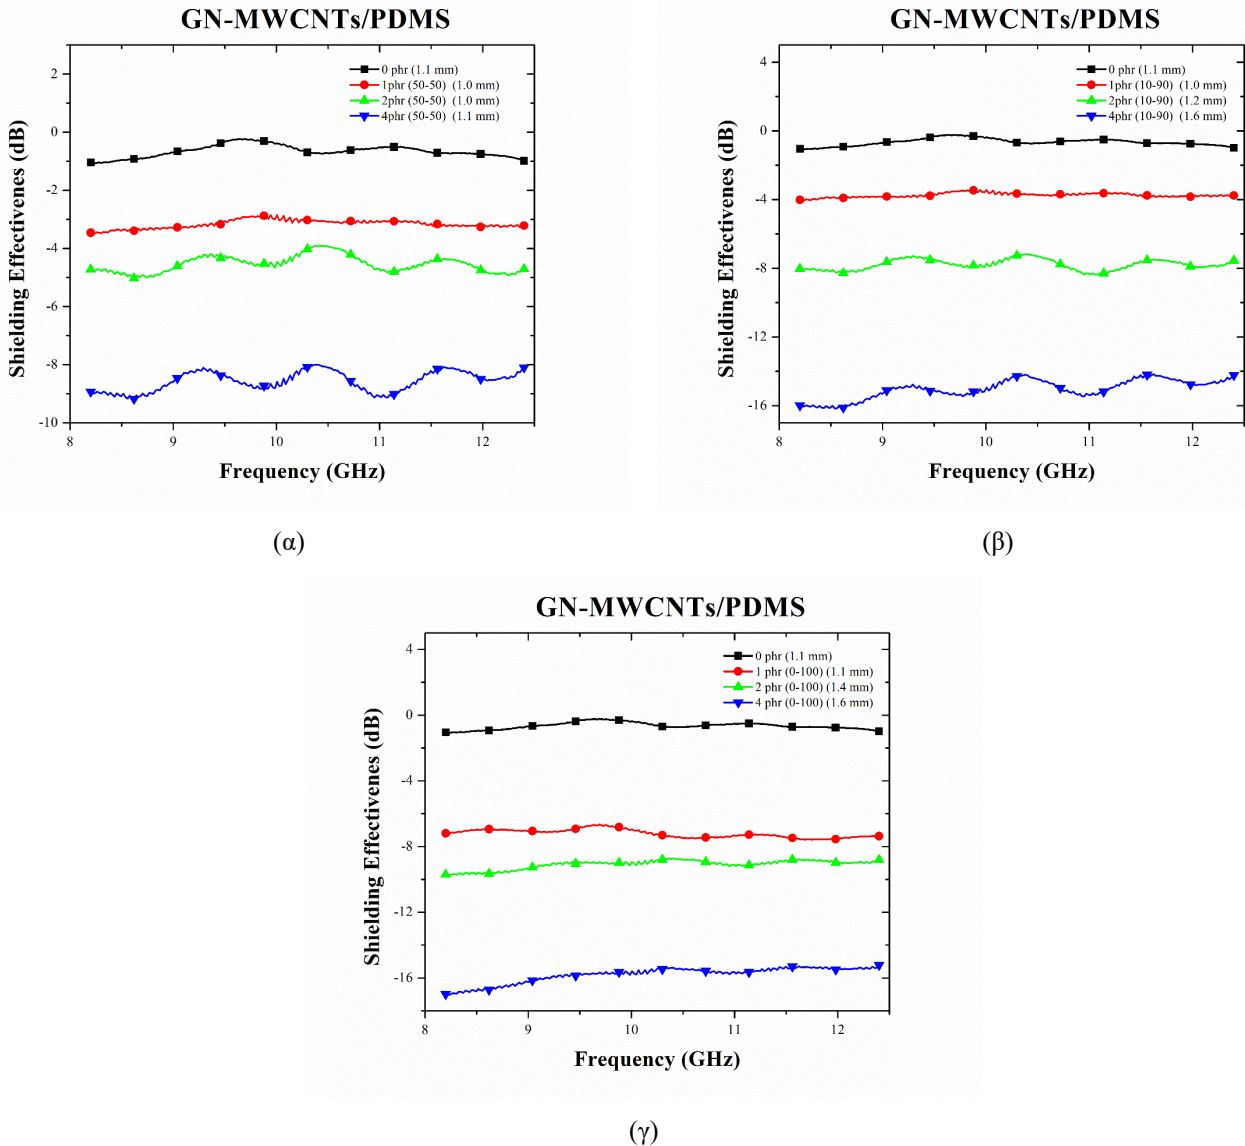 GN-MWCNTs/PDMS
0 phr (1.1 mm)
1phr (50-50) (1.0 mm)
2phr (50-50) (1.0 mm)
4phr (50-50) (1.1 mm)
Shielding Effectivenes (dB)
2
0
-2
-4
-6
-8
-10
8 9 10 11 12
Frequency (GHz)
(α)
GN-MWCNTs/PDMS
0 phr (1.1 mm)
1phr (10-90) (1.0 mm)
2phr (10-90) (1.2 mm)
4phr (10-90) (1.6 mm)
Shielding Effectivenes (dB)
4
0
-4
-8
-12
-16
8 9 10 11 12
Frequency (GHz)
(β)
GN-MWCNTs/PDMS
0 phr (1.1 mm)
1 phr (0-100) (1.1 mm)
2 phr (0-100) (1.4 mm)
4 phr (0-100) (1.6 mm)
Shielding Effectivenes (dB)
4
0
-4
-8
-12
-16
8 9 10 11 12
Frequency (GHz)
(γ)